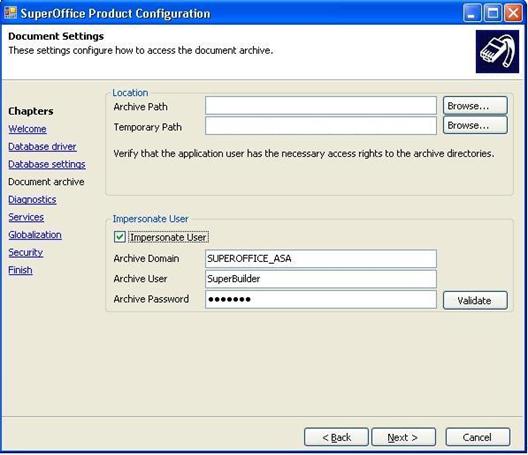 SuperOffice Product Configuration
Document Settings
These settings configure how to access the document archive.
Chapters
Welcome
Database driver
Database settings
Document archive
Diagnostics
Services
Globalization
Security
Finish
Location
Archive Path
Browse...
Temporary Path
Browse...
Verify that the application user has the necessary access rights to the archive directories.
Impersonate User
Impersonate User
Archive Domain
SUPEROFFICE_ASA
Archive User
SuperBuilder
Archive Password
●●●●●●●
Validate
< Back
Next >
Cancel